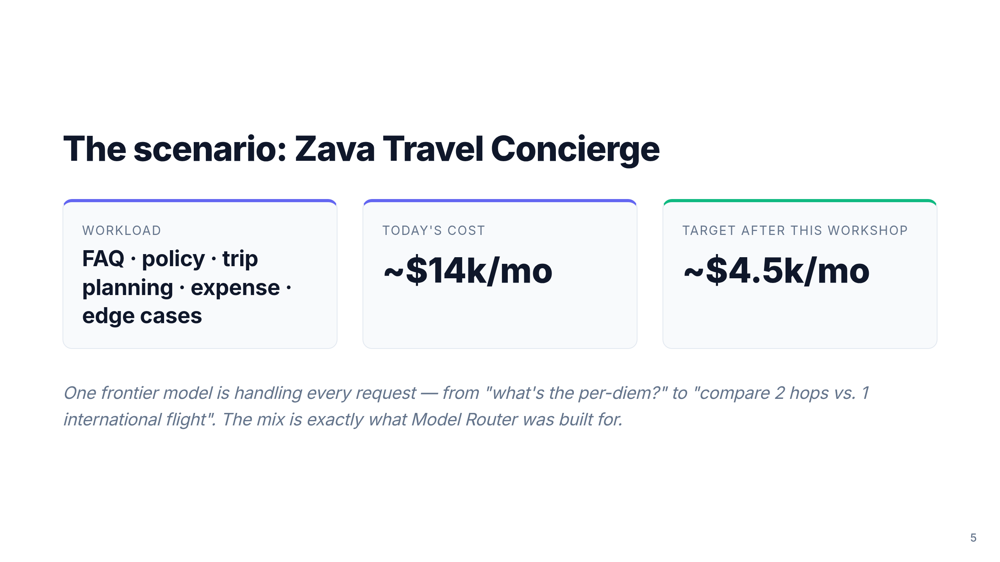 The scenario: Zava Travel Concierge
WORKLOAD
FAQ · policy · trip
planning · expense ·
edge cases
TODAY'S COST
~$14k/mo
TARGET AFTER THIS WORKSHOP
~$4.5k/mo
One frontier model is handling every request — from "what's the per-diem?" to "compare 2 hops vs. 1
international flight". The mix is exactly what Model Router was built for.
5